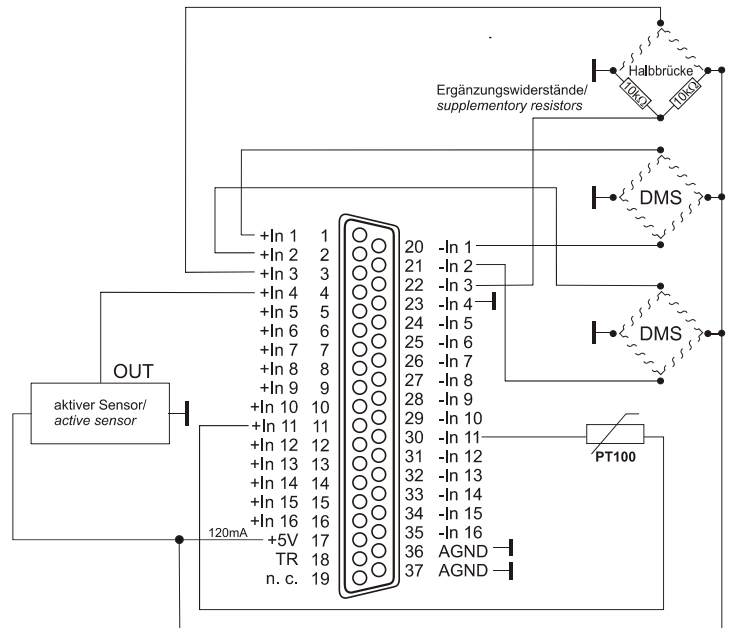 Halbbrücke
10kΩ 10kΩ
Ergänzungswiderstände/
supplementory resistors
DMS
DMS
+In 1 1
+In 2 2
+In 3 3
+In 4 4
+In 5 5
+In 6 6
+In 7 7
+In 8 8
+In 9 9
+In 10 10
+In 11 11
+In 12 12
+In 13 13
+In 14 14
+In 15 15
+In 16 16
120mA +5V 17
TR 18
n. c. 19
20 -In 1
21 -In 2
22 -In 3
23 -In 4
24 -In 5
25 -In 6
26 -In 7
27 -In 8
28 -In 9
29 -In 10
30 -In 11
31 -In 12
32 -In 13
33 -In 14
34 -In 15
35 -In 16
36 AGND
37 AGND
OUT
aktiver Sensor/
active sensor
PT100